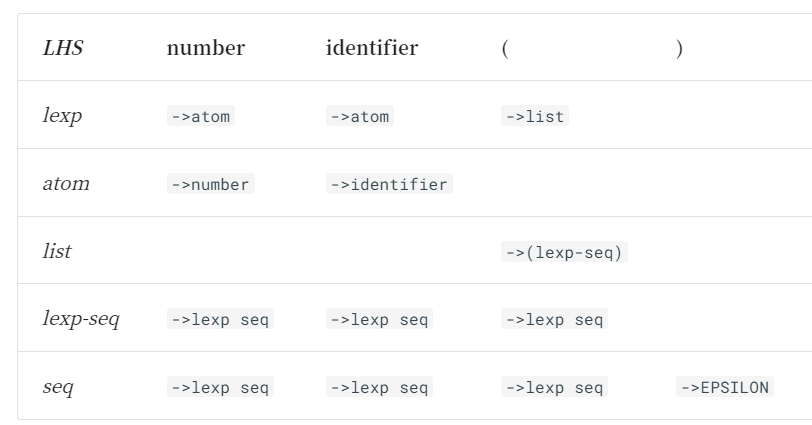 LHS number identifier ( )
lexp ->atom ->atom ->list
atom ->number ->identifier
list ->(lexp-seq)
lexp-seq ->lexp seq ->lexp seq ->lexp seq
seq ->lexp seq ->lexp seq ->lexp seq ->EPSILON